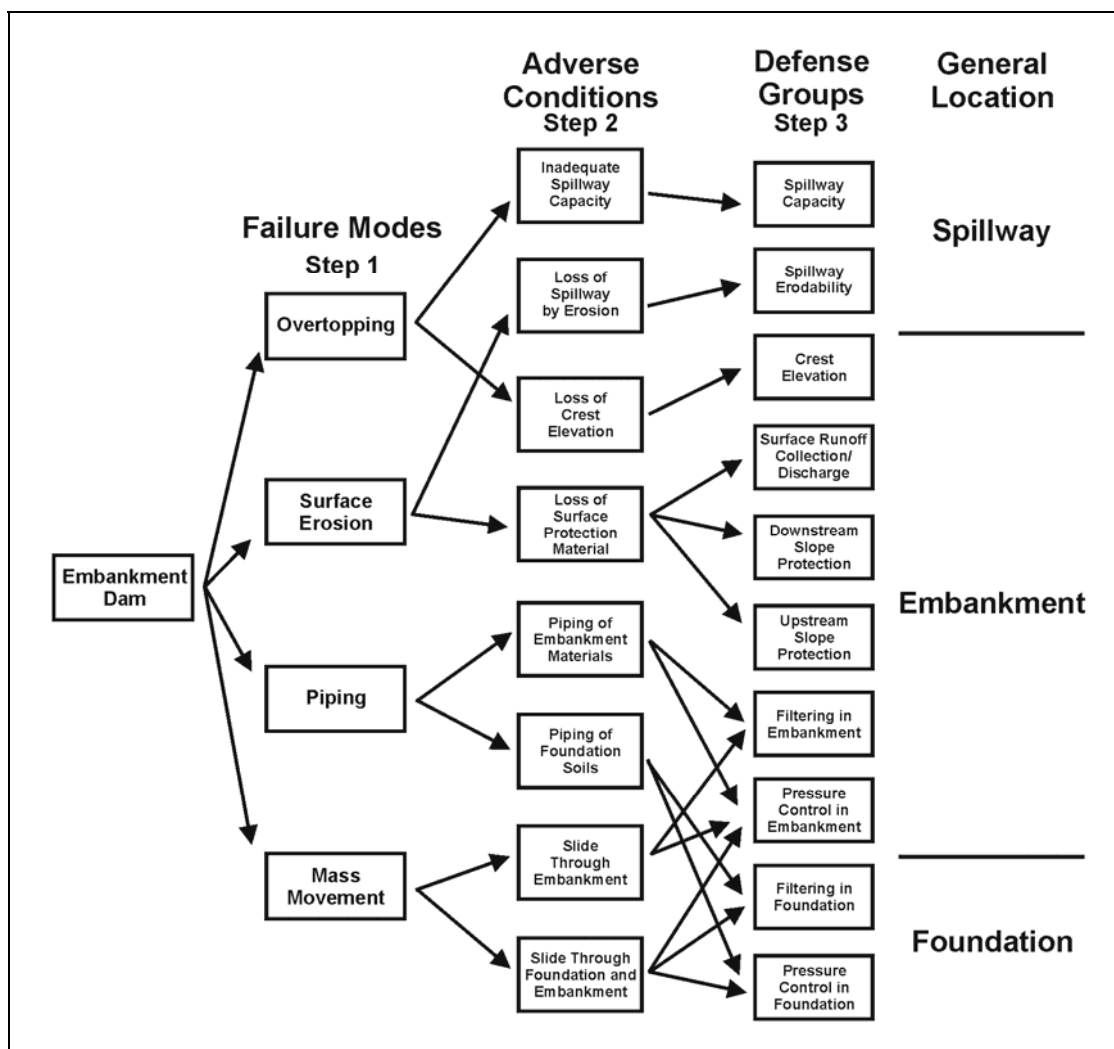 Adverse
Conditions
Step 2
Defense
Groups
Step 3
General
Location
Failure Modes
Step 1
Embankment
Dam
Overtopping
Surface
Erosion
Piping
Mass
Movement
Inadequate
Spillway
Capacity
Loss of
Spillway
by Erosion
Loss of
Crest
Elevation
Loss of
Surface
Protection
Material
Piping of
Embankment
Materials
Piping of
Foundation
Soils
Slide
Through
Embankment
Slide Through
Foundation and
Embankment
Spillway
Capacity
Spillway
Erodability
Crest
Elevation
Surface Runoff
Collection/
Discharge
Downstream
Slope
Protection
Upstream
Slope
Protection
Filtering in
Embankment
Pressure
Control in
Embankment
Filtering in
Foundation
Pressure
Control in
Foundation
Spillway
Embankment
Foundation